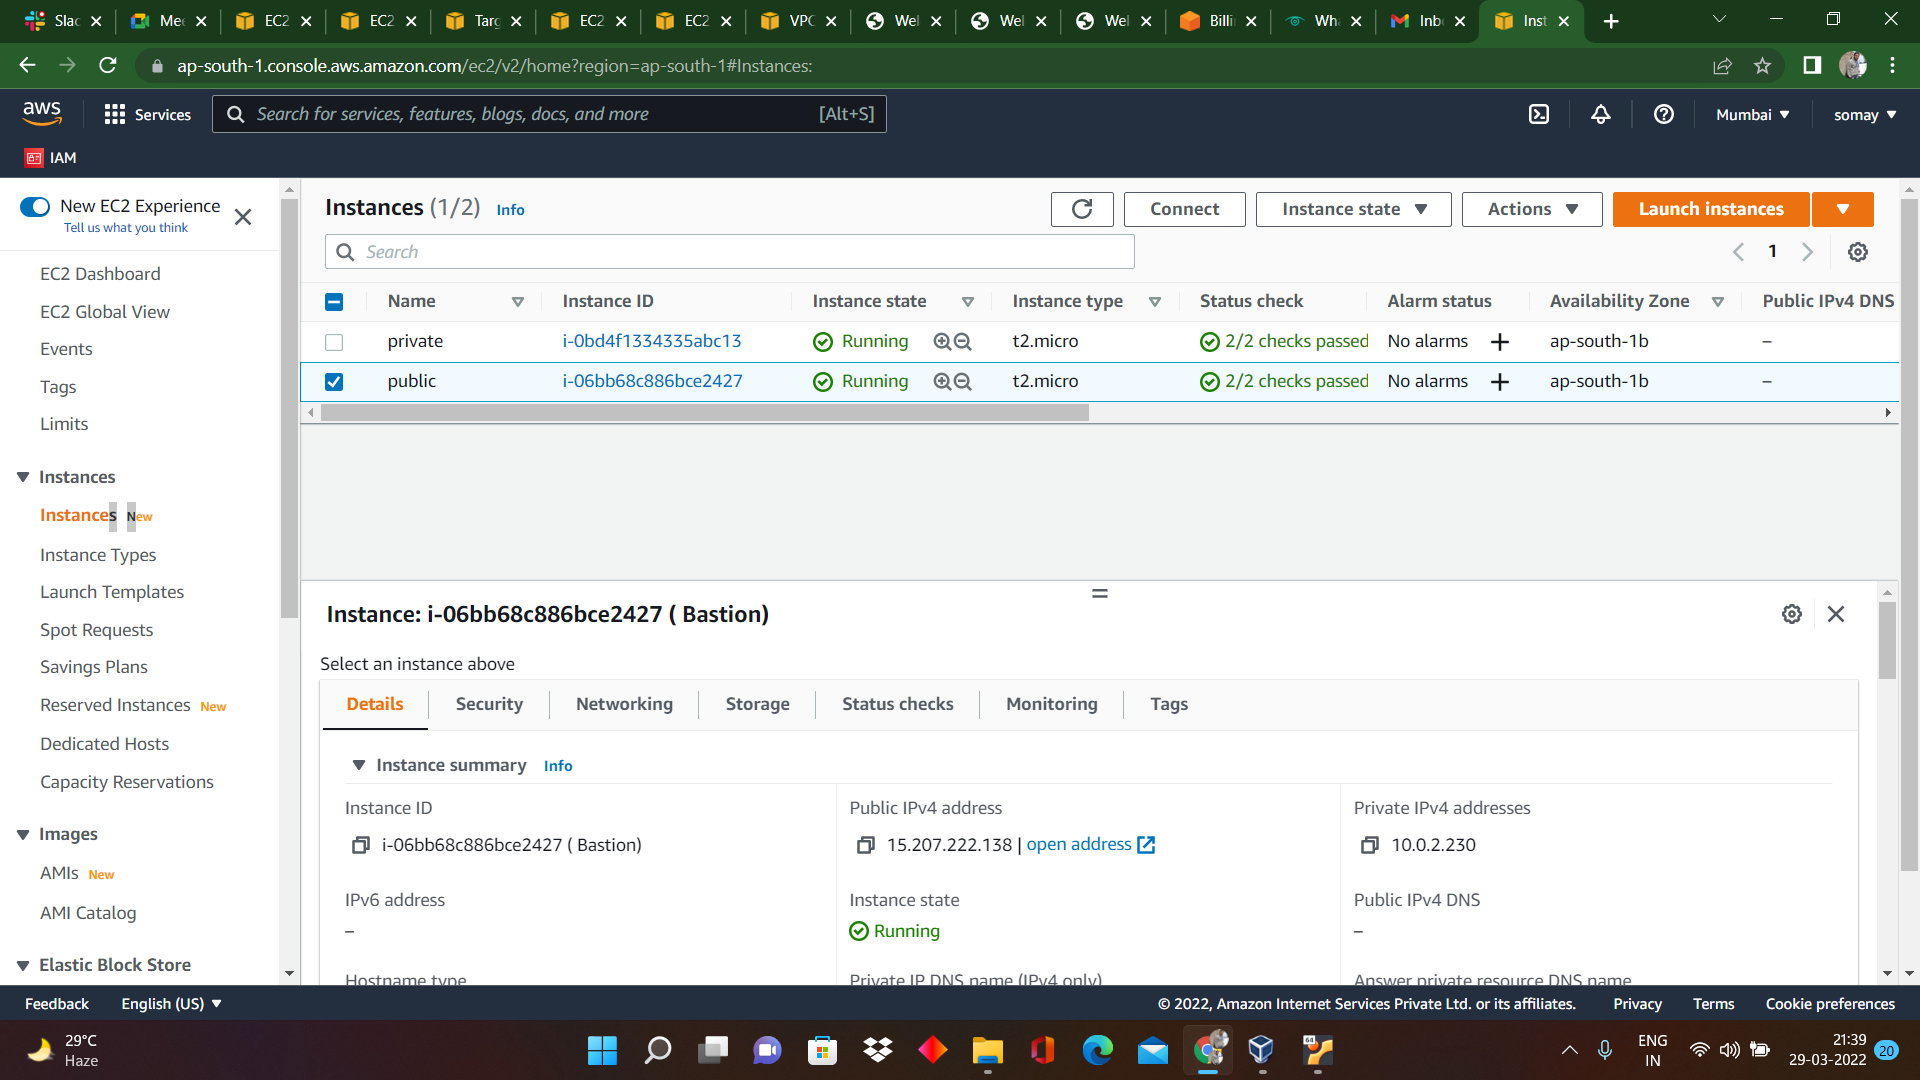 Slac
Mee
EC2
EC2
Targ
EC2
EC2
VPC
Wel
Wel
Wel
Billi
Wha
Inbo
Inst
ap-south-1.console.aws.amazon.com/ec2/v2/home?region=ap-south-1#Instances:
aws
Services
Search for services, features, blogs, docs, and more
[Alt+S]
Mumbai
somay
IAM
New EC2 Experience
Tell us what you think
EC2 Dashboard
EC2 Global View
Events
Tags
Limits
Instances
Instances New
Instance Types
Launch Templates
Spot Requests
Savings Plans
Reserved Instances New
Dedicated Hosts
Capacity Reservations
Images
AMIs New
AMI Catalog
Elastic Block Store
Instances (1/2) Info
Connect
Instance state
Actions
Launch instances
Search
1
Name Instance ID Instance state Instance type Status check Alarm status Availability Zone Public IPv4 DNS
private i-0bd4f1334335abc13 Running t2.micro 2/2 checks passed No alarms + ap-south-1b –
public i-06bb68c886bce2427 Running t2.micro 2/2 checks passed No alarms + ap-south-1b –
Instance: i-06bb68c886bce2427 ( Bastion)
Select an instance above
Details Security Networking Storage Status checks Monitoring Tags
Instance summary Info
Instance ID
i-06bb68c886bce2427 ( Bastion)
Public IPv4 address
15.207.222.138 | open address
Private IPv4 addresses
10.0.2.230
IPv6 address
–
Instance state
Running
Public IPv4 DNS
–
Hostname type
Private IP DNS name (IPv4 only)
Answer private resource DNS name
Feedback English (US)
© 2022, Amazon Internet Services Private Ltd. or its affiliates. Privacy Terms Cookie preferences
29°C
Haze
64
ENG
IN
21:39
29-03-2022
20